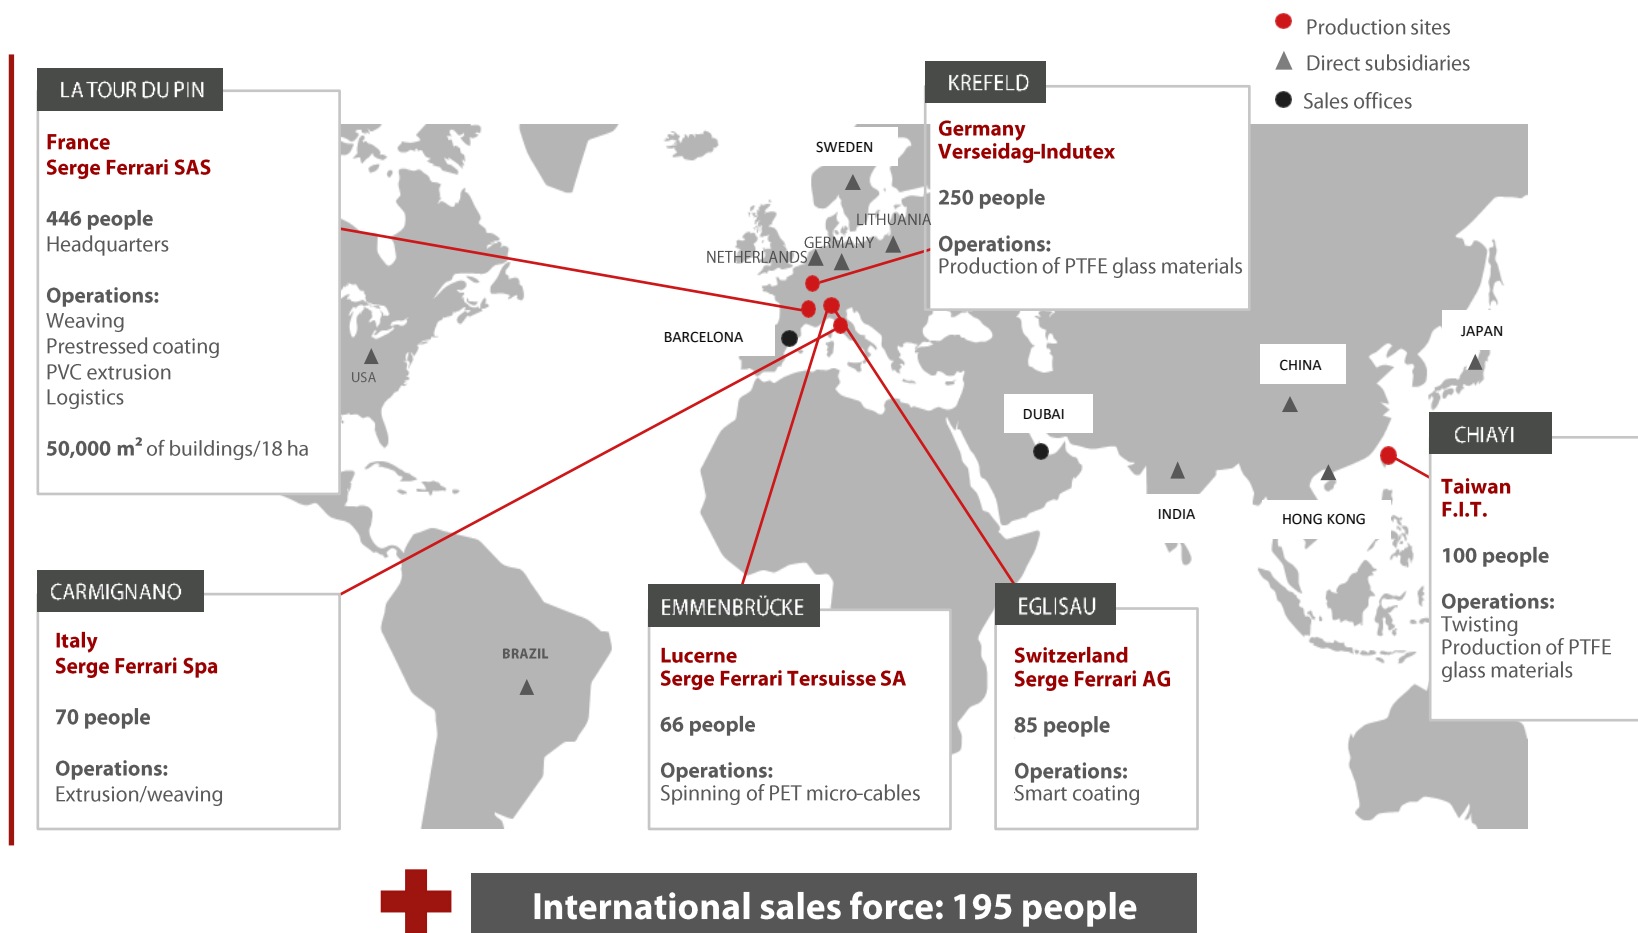 Production sites
Direct subsidiaries
Sales offices
LA TOUR DU PIN
France
Serge Ferrari SAS
446 people
Headquarters
Operations:
Weaving
Prestressed coating
PVC extrusion
Logistics
50,000 m² of buildings/18 ha
KREFELD
Germany
Verseidag-Indutex
250 people
Operations:
Production of PTFE glass materials
SWEDEN
LITHUANIA
GERMANY
NETHERLANDS
BARCELONA
USA
JAPAN
CHINA
DUBAI
INDIA
HONG KONG
BRAZIL
CHIAYI
Taiwan
F.I.T.
100 people
Operations:
Twisting
Production of PTFE
glass materials
CARMIGNANO
Italy
Serge Ferrari Spa
70 people
Operations:
Extrusion/weaving
EMMENBRÜCKE
Lucerne
Serge Ferrari Tersuisse SA
66 people
Operations:
Spinning of PET micro-cables
EGLISAU
Switzerland
Serge Ferrari AG
85 people
Operations:
Smart coating
International sales force: 195 people